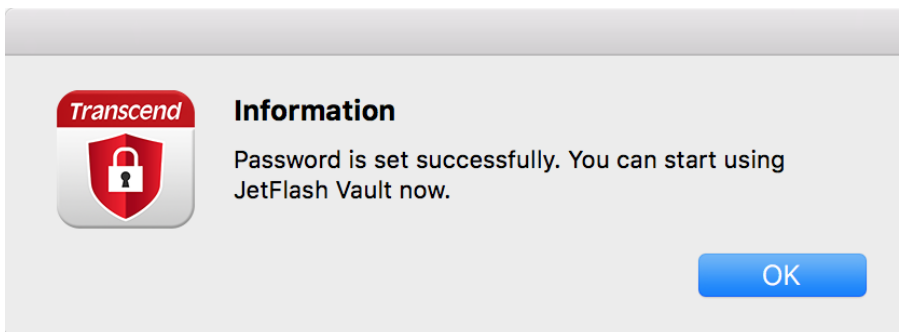 Transcend
Information
Password is set successfully. You can start using
JetFlash Vault now.
OK